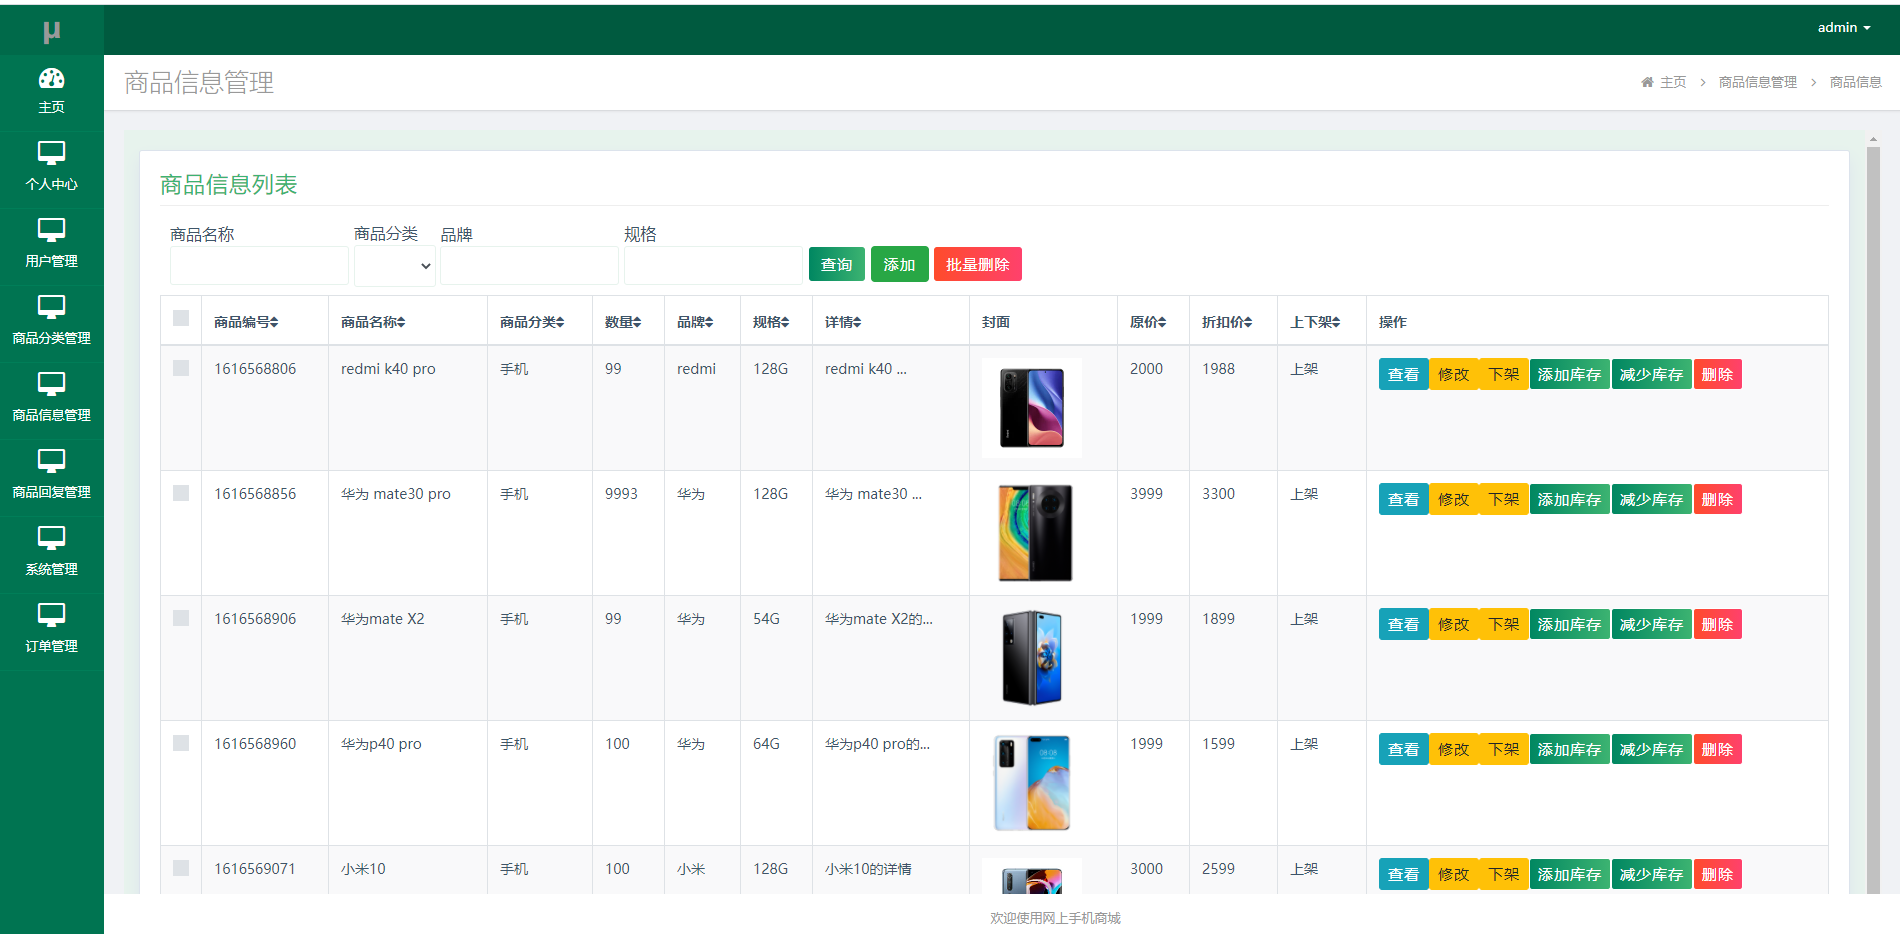 µ
admin
主页
个人中心
用户管理
商品分类管理
商品信息管理
商品回复管理
系统管理
订单管理
商品信息管理
主页 > 商品信息管理 > 商品信息
商品信息列表
商品名称 商品分类 品牌 规格
查询 添加 批量删除
商品编号 商品名称 商品分类 数量 品牌 规格 详情 封面 原价 折扣价 上下架 操作
1616568806 redmi k40 pro 手机 99 redmi 128G redmi k40 ... 2000 1988 上架 查看 修改 下架 添加库存 减少库存 删除
1616568856 华为 mate30 pro 手机 9993 华为 128G 华为 mate30 ... 3999 3300 上架 查看 修改 下架 添加库存 减少库存 删除
1616568906 华为mate X2 手机 99 华为 54G 华为mate X2的... 1999 1899 上架 查看 修改 下架 添加库存 减少库存 删除
1616568960 华为p40 pro 手机 100 华为 64G 华为p40 pro的... 1999 1599 上架 查看 修改 下架 添加库存 减少库存 删除
08:08
1616569071 小米10 手机 100 小米 128G 小米10的详情 3000 2599 上架 查看 修改 下架 添加库存 减少库存 删除
欢迎使用网上手机商城